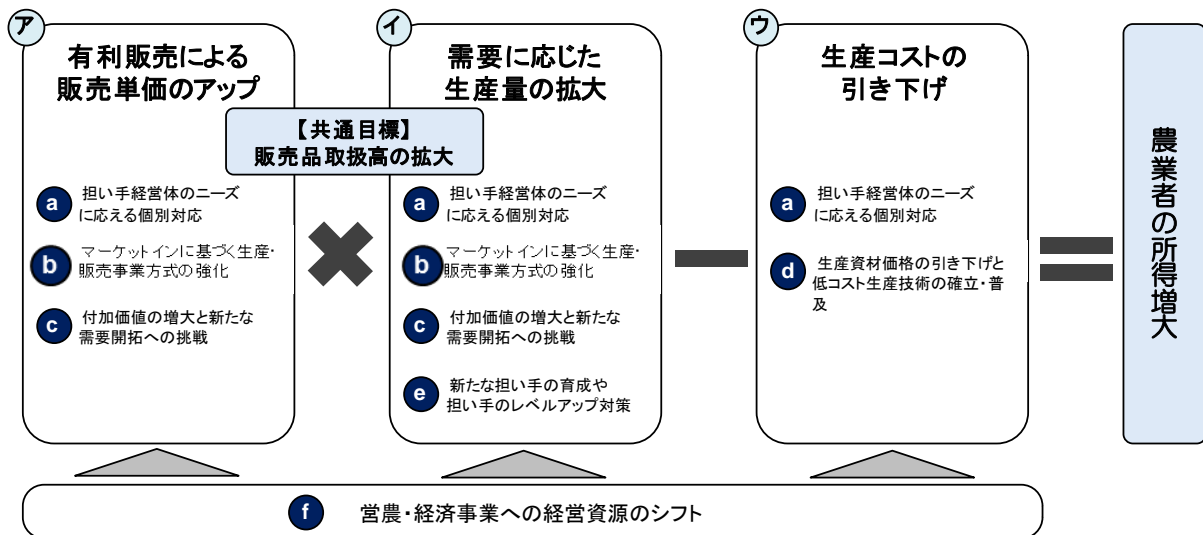 ア
有利販売による
販売単価のアップ
イ
需要に応じた
生産量の拡大
ウ
生産コストの
引き下げ
【共通目標】
販売品取扱高の拡大
a 担い手経営体のニーズ
に応える個別対応
b マーケットインに基づく生産・
販売事業方式の強化
c 付加価値の増大と新たな
需要開拓への挑戦
a 担い手経営体のニーズ
に応える個別対応
b マーケットインに基づく生産・
販売事業方式の強化
c 付加価値の増大と新たな
需要開拓への挑戦
e 新たな担い手の育成や
担い手のレベルアップ対策
a 担い手経営体のニーズ
に応える個別対応
d 生産資材価格の引き下げと
低コスト生産技術の確立・普
及
農業者の所得増大
f 営農・経済事業への経営資源のシフト